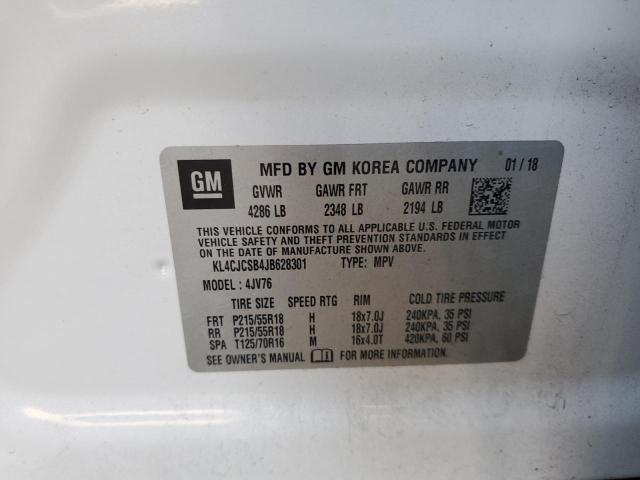 GM MFD BY GM KOREA COMPANY 01/18
GVWR GAWR FRT GAWR RR
4286 LB 2348 LB 2194 LB
THIS VEHICLE CONFORMS TO ALL APPLICABLE U.S. FEDERAL MOTOR
VEHICLE SAFETY AND THEFT PREVENTION STANDARDS IN EFFECT
ON THE DATE OF MANUFACTURE SHOWN ABOVE.
KL4CJCSB4JB628301 TYPE: MPV
MODEL : 4JV76
TIRE SIZE SPEED RTG RIM COLD TIRE PRESSURE
FRT P215/55R18 H 18x7.0J 240KPA, 35 PSI
RR P215/55R18 H 18x7.0J 240KPA, 35 PSI
SPA T125/70R16 M 16x4.0T 420KPA, 60 PSI
SEE OWNER'S MANUAL FOR MORE INFORMATION.